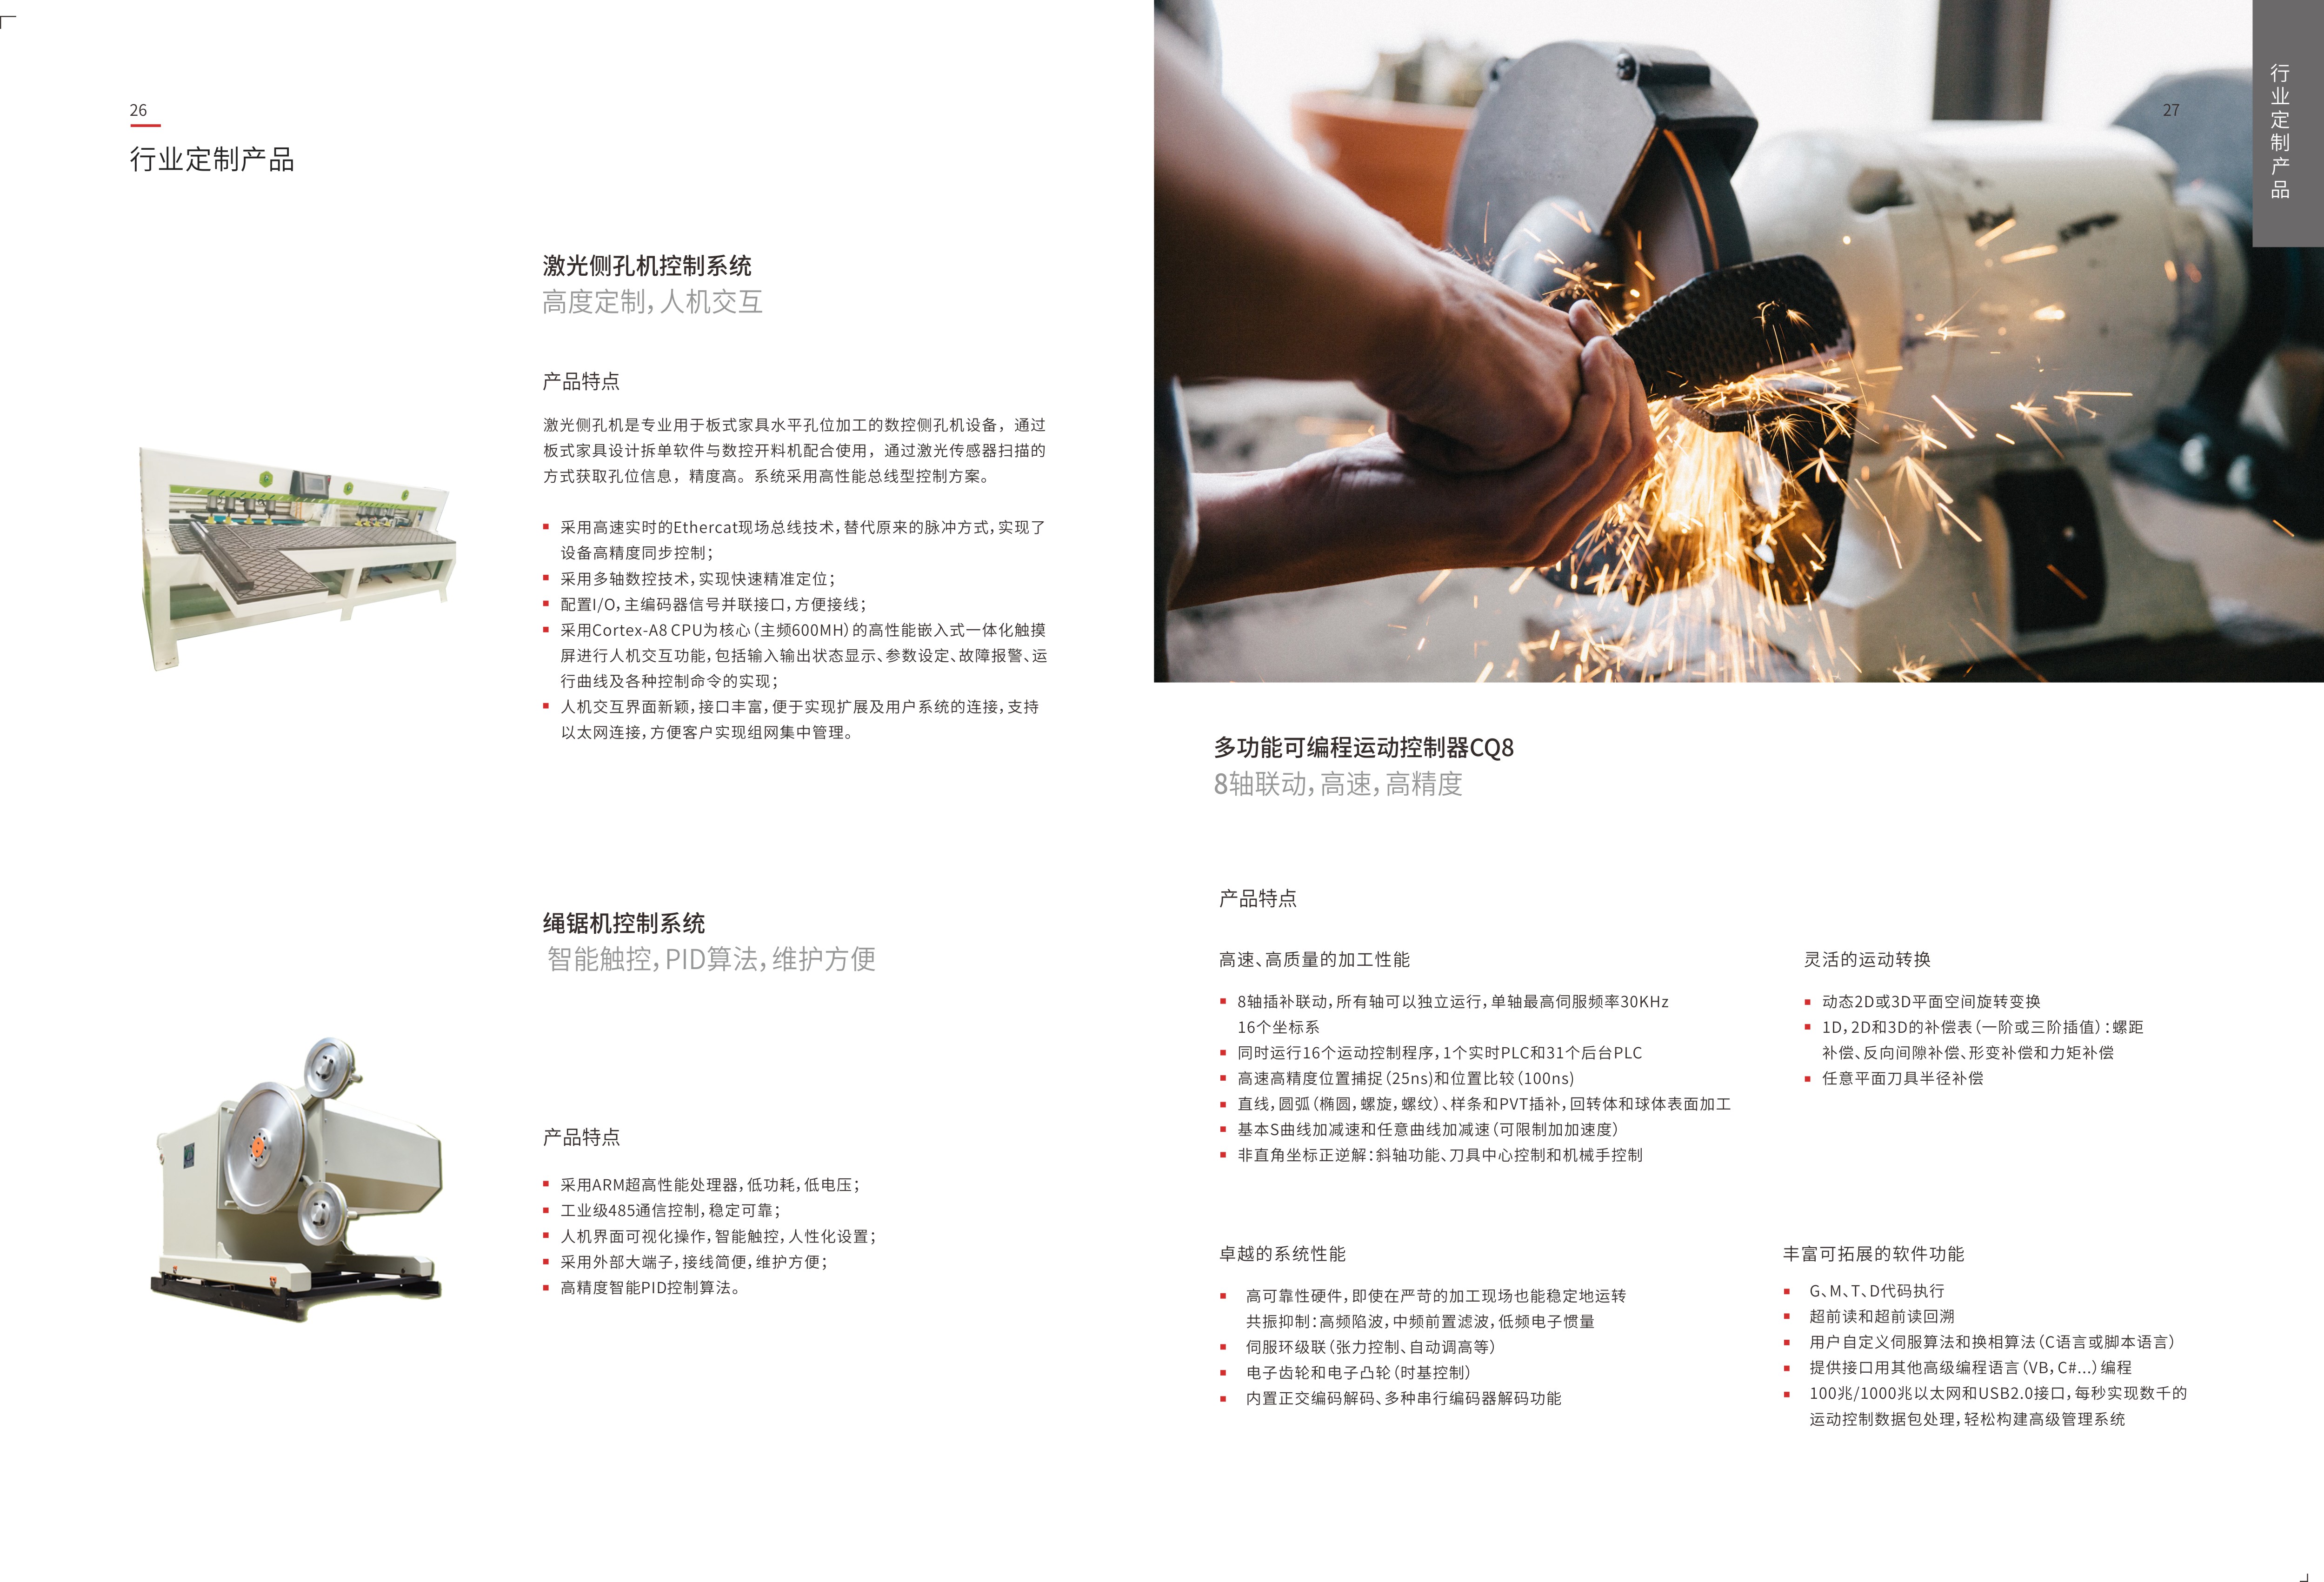 26
行业定制产品
激光侧孔机控制系统
高度定制，人机交互
产品特点
激光侧孔机是专业用于板式家具水平孔位加工的数控侧孔机设备，通过
板式家具设计拆单软件与数控开料机配合使用，通过激光传感器扫描的
方式获取孔位信息，精度高。系统采用高性能总线型控制方案。
采用高速实时的Ethercat现场总线技术，替代原来的脉冲方式，实现了
设备高精度同步控制；
采用多轴数控技术，实现快速精准定位；
配置I/O，主编码器信号并联接口，方便接线；
采用Cortex-A8 CPU为核心（主频600MH）的高性能嵌入式一体化触摸
屏进行人机交互功能，包括输入输出状态显示、参数设定、故障报警、运
行曲线及各种控制命令的实现；
人机交互界面新颖，接口丰富，便于实现扩展及用户系统的连接，支持
以太网连接，方便客户实现组网集中管理。
绳锯机控制系统
智能触控，PID算法，维护方便
产品特点
采用ARM超高性能处理器，低功耗，低电压；
工业级485通信控制，稳定可靠；
人机界面可视化操作，智能触控，人性化设置；
采用外部大端子，接线简便，维护方便；
高精度智能PID控制算法。
27
行业定制产品
多功能可编程运动控制器CQ8
8轴联动，高速，高精度
产品特点
高速、高质量的加工性能
8轴插补联动，所有轴可以独立运行，单轴最高伺服频率30KHz
16个坐标系
同时运行16个运动控制程序，1个实时PLC和31个后台PLC
高速高精度位置捕捉（25ns)和位置比较（100ns)
直线，圆弧（椭圆，螺旋，螺纹）、样条和PVT插补，回转体和球体表面加工
基本S曲线加减速和任意曲线加减速（可限制加加速度）
非直角坐标正逆解：斜轴功能、刀具中心控制和机械手控制
灵活的运动转换
动态2D或3D平面空间旋转变换
1D，2D和3D的补偿表（一阶或三阶插值）：螺距
补偿、反向间隙补偿、形变补偿和力矩补偿
任意平面刀具半径补偿
卓越的系统性能
高可靠性硬件，即使在严苛的加工现场也能稳定地运转
共振抑制：高频陷波，中频前置滤波，低频电子惯量
伺服环级联（张力控制、自动调高等）
电子齿轮和电子凸轮（时基控制）
内置正交编码解码、多种串行编码器解码功能
丰富可拓展的软件功能
G、M、T、D代码执行
超前读和超前读回溯
用户自定义伺服算法和换相算法（C语言或脚本语言）
提供接口用其他高级编程语言（VB，C#...）编程
100兆/1000兆以太网和USB2.0接口，每秒实现数千的
运动控制数据包处理，轻松构建高级管理系统